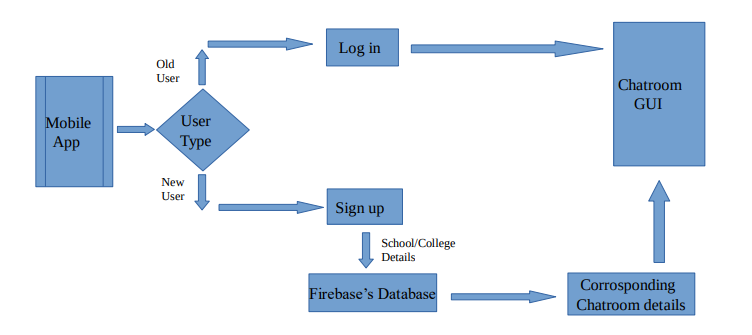 Old
User
Log in
Chatroom
GUI
Mobile
App
User
Type
New
User
Sign up
School/College
Details
Firebase's Database
Corrosponding
Chatroom details